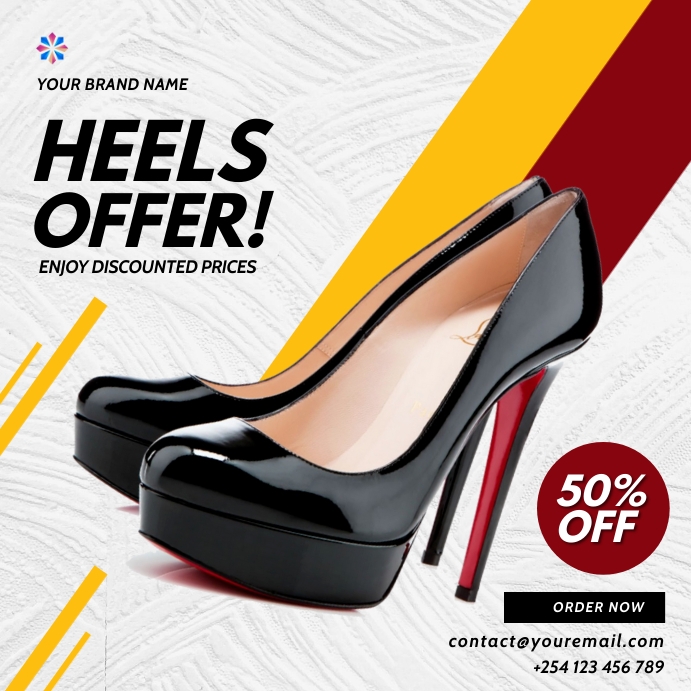 YOUR BRAND NAME
HEELS
OFFER!
ENJOY DISCOUNTED PRICES
50%
OFF
ORDER NOW
contact@youremail.com
+254 123 456 789